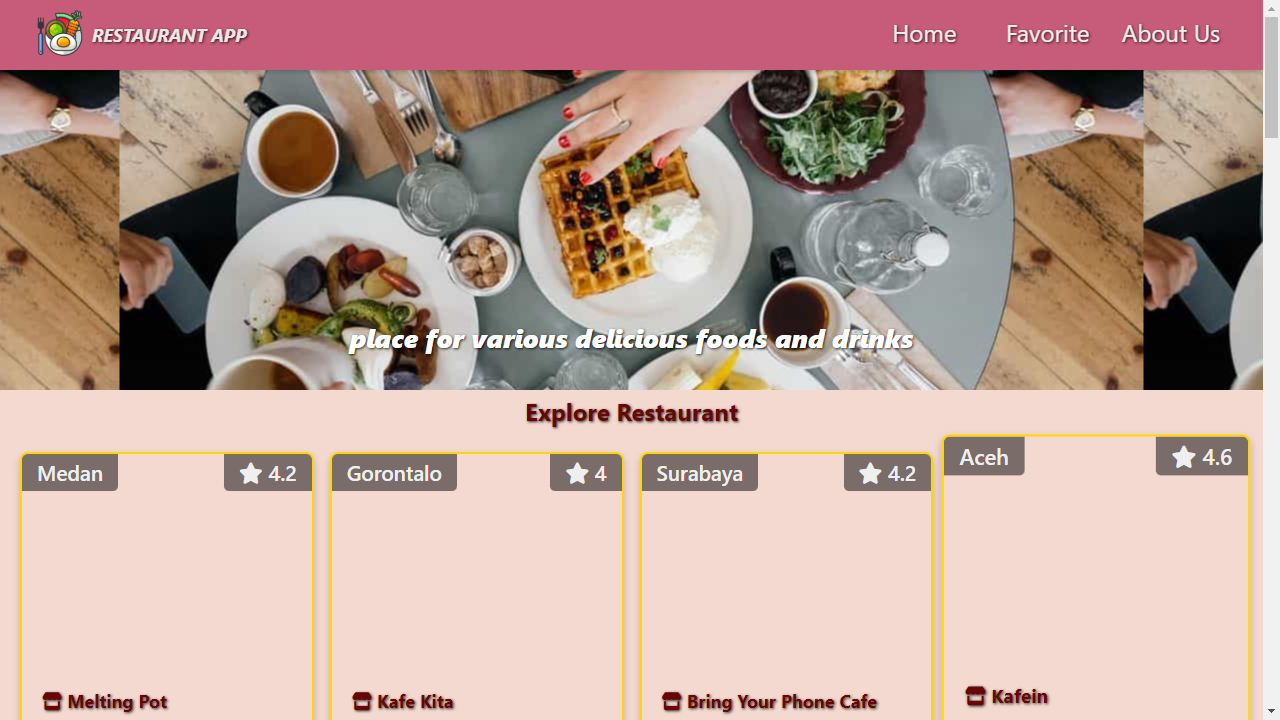 RESTAURANT APP
Home Favorite About Us
place for various delicious foods and drinks
Explore Restaurant
Medan 4.2
Gorontalo 4
Surabaya 4.2
Aceh 4.6
Melting Pot
Kafe Kita
Bring Your Phone Cafe
Kafein